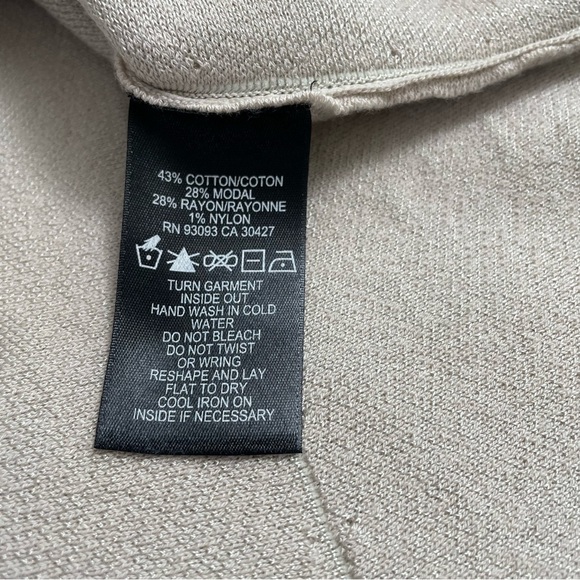 43% COTTON/COTON
28% MODAL
28% RAYON/RAYONNE
1% NYLON
RN 93093 CA 30427
TURN GARMENT
INSIDE OUT
HAND WASH IN COLD
WATER
DO NOT BLEACH
DO NOT TWIST
OR WRING
RESHAPE AND LAY
FLAT TO DRY
COOL IRON ON
INSIDE IF NECESSARY